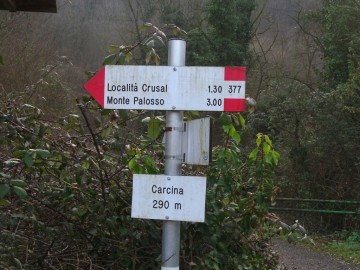 Località Crusal 1.30 377
Monte Palosso 3.00
Carcina
290 m